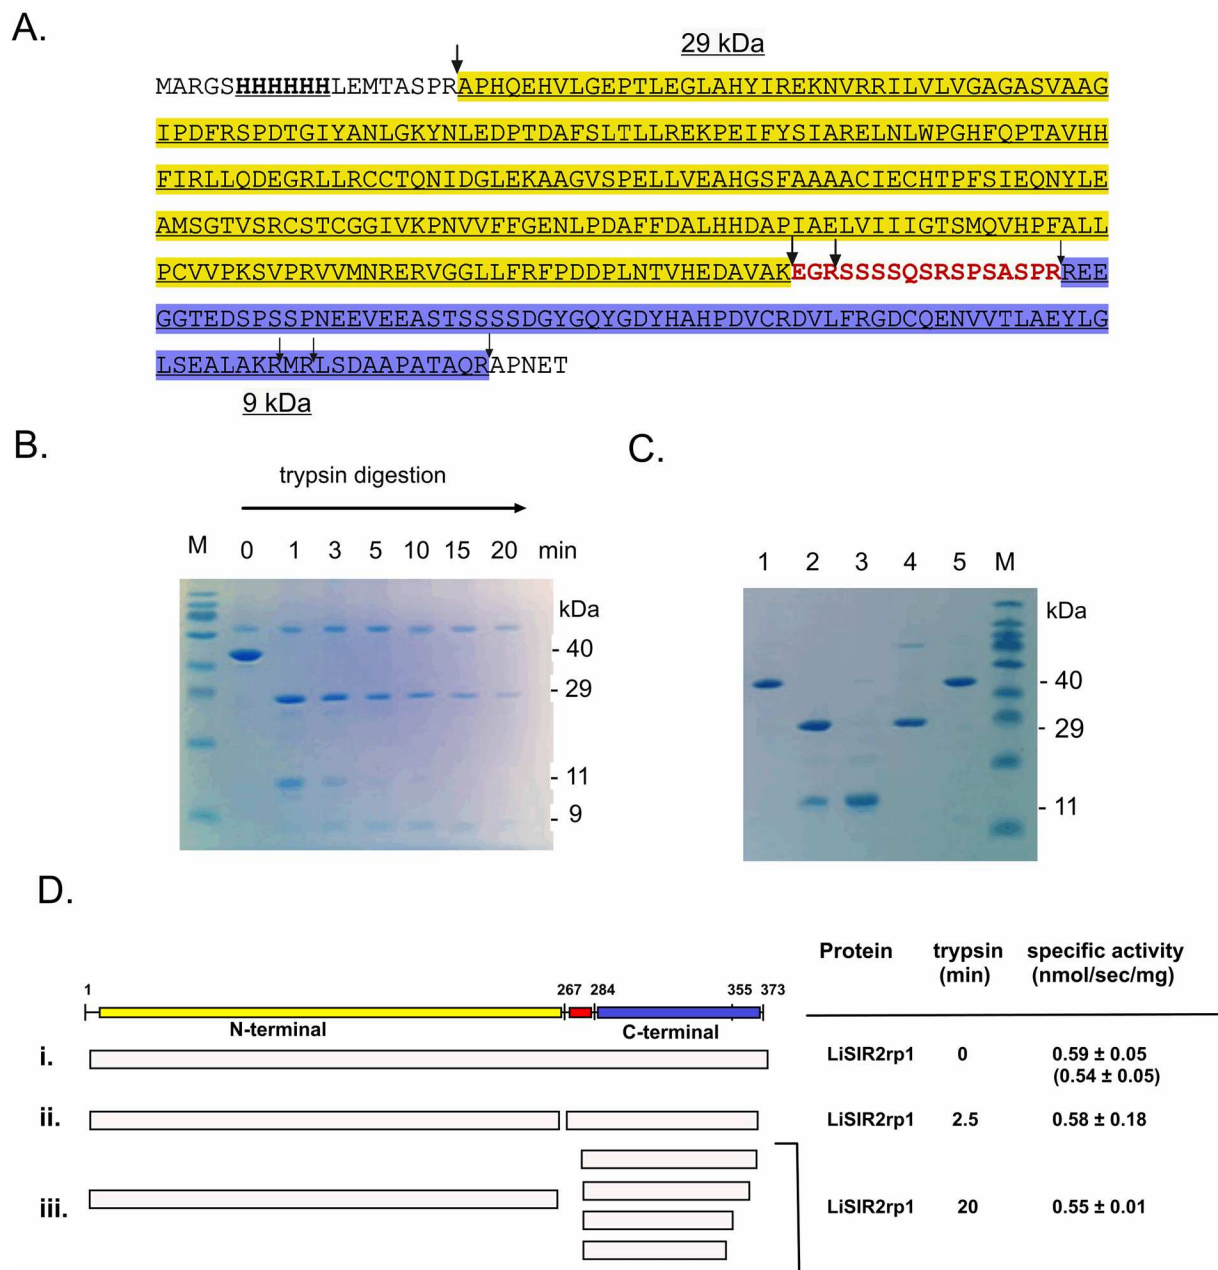 A.
29 kDa
MARGSHHHHHHLEMTASPRAPHQEHVLGEPTLEGLAHYIREKNVRRILVLVGAGASVAAG
IPDFRSPDTGIYANLGKYNLEDPTDAFSLTLLREKPEIFYSIARELNLWPGHFQPTAVHH
FIRLLQDEGRLLRCCTQNIDGLEKAAGVSPELLVEAHGSFAAAACIECHTPFSIEQNYLE
AMSGTVSRCSTCGGIVKPNVVFFGENLPDAFFDALHHDAPIAELVIIIGTSMQVHPFALL
PCVVPKSVPRVVMNRERVGGLLFRFPDDPLNTVHEDAVAKEGRSSSSQSRSPSASPRREE
GGTEDSPSSPNEEVEEASTSSSSDGYGQYGDYHAHPDVCRDVLFRGDCQENVVTLAEYLG
LSEALAKRMRLSDAAPATAQRAPNET
9 kDa
B.
trypsin digestion
M 0 1 3 5 10 15 20 min
kDa
- 40
- 29
- 11
- 9
C.
1 2 3 4 5 M
kDa
- 40
- 29
- 11
D.
Protein trypsin (min) specific activity (nmol/sec/mg)
1 267 284 355 373
N-terminal C-terminal
i. LiSIR2rp1 0 0.59 ± 0.05
(0.54 ± 0.05)
ii. LiSIR2rp1 2.5 0.58 ± 0.18
iii. LiSIR2rp1 20 0.55 ± 0.01